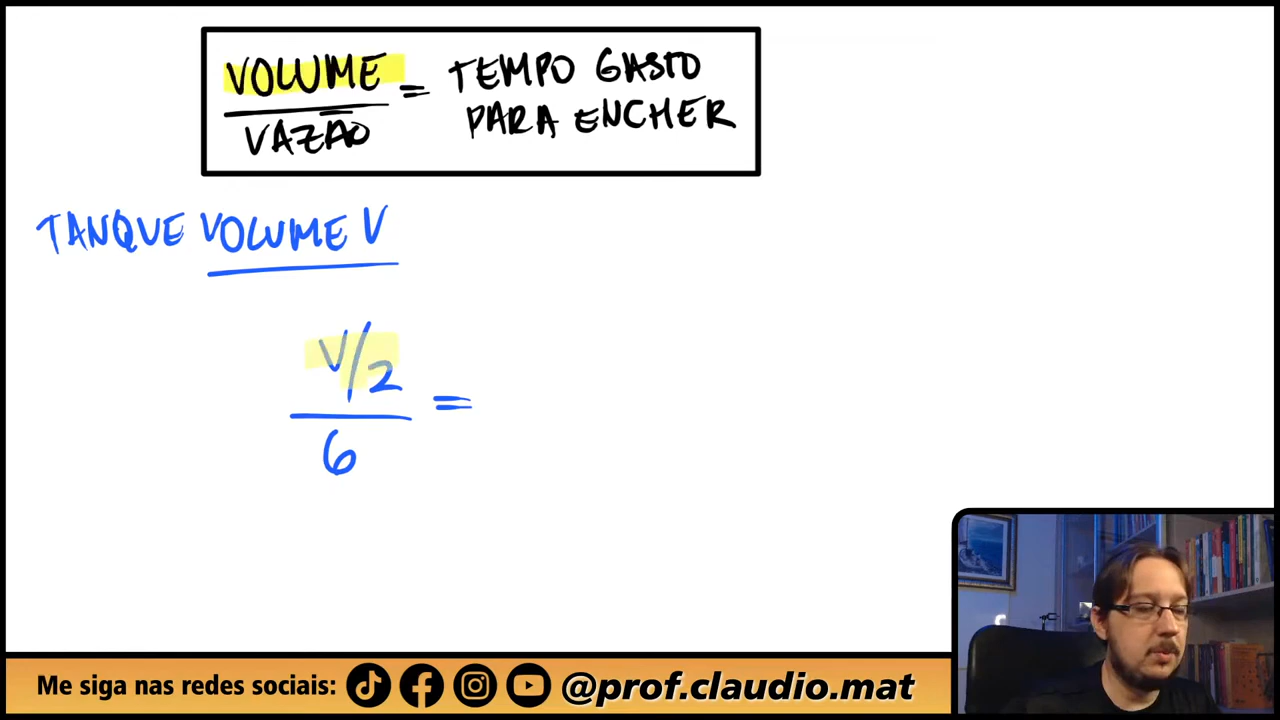 VOLUME
VAZÃO
= TEMPO GASTO
PARA ENCHER
TANQUE VOLUME V
V/2
6
=
Me siga nas redes sociais: @prof.claudio.mat